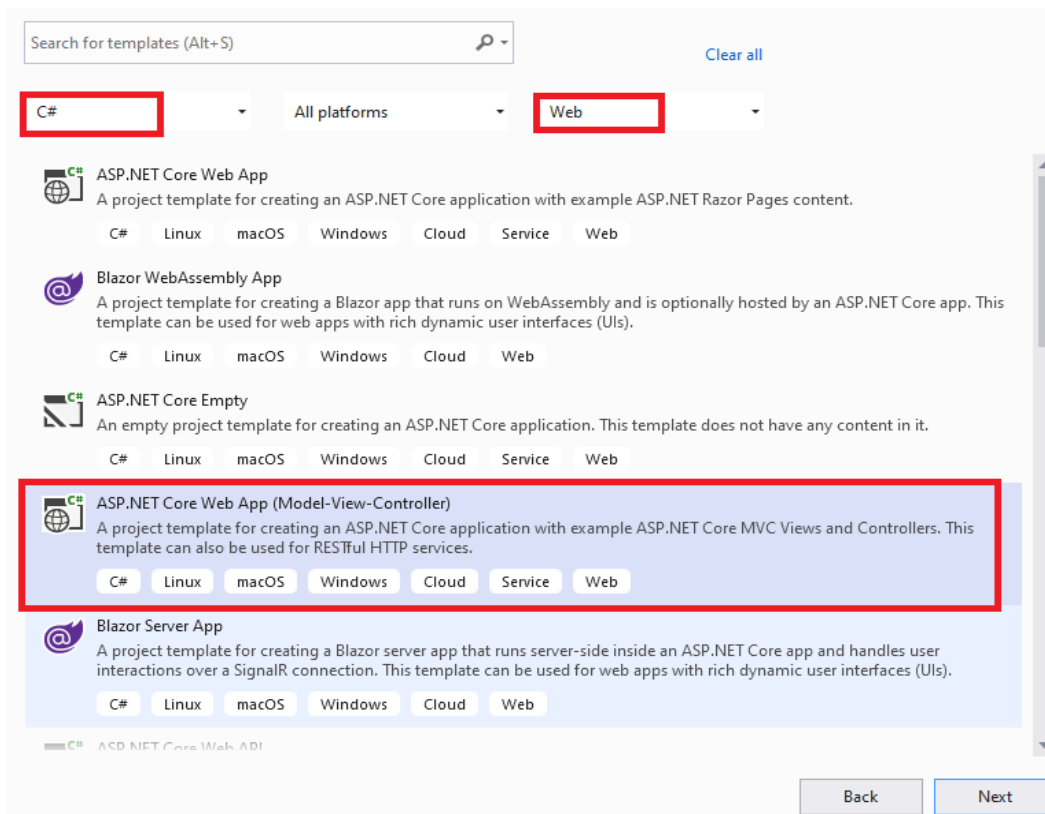 Search for templates (Alt+S)
Clear all
C#
All platforms
Web
C#
ASP.NET Core Web App
A project template for creating an ASP.NET Core application with example ASP.NET Razor Pages content.
C# Linux macOS Windows Cloud Service Web
@
Blazor WebAssembly App
A project template for creating a Blazor app that runs on WebAssembly and is optionally hosted by an ASP.NET Core app. This
template can be used for web apps with rich dynamic user interfaces (UIs).
C# Linux macOS Windows Cloud Web
C#
ASP.NET Core Empty
An empty project template for creating an ASP.NET Core application. This template does not have any content in it.
C# Linux macOS Windows Cloud Service Web
C#
ASP.NET Core Web App (Model-View-Controller)
A project template for creating an ASP.NET Core application with example ASP.NET Core MVC Views and Controllers. This
template can also be used for RESTful HTTP services.
C# Linux macOS Windows Cloud Service Web
@
Blazor Server App
A project template for creating a Blazor server app that runs server-side inside an ASP.NET Core app and handles user
interactions over a SignalR connection. This template can be used for web apps with rich dynamic user interfaces (UIs).
C# Linux macOS Windows Cloud Web
C#
ASP.NET Core Web API
Back
Next